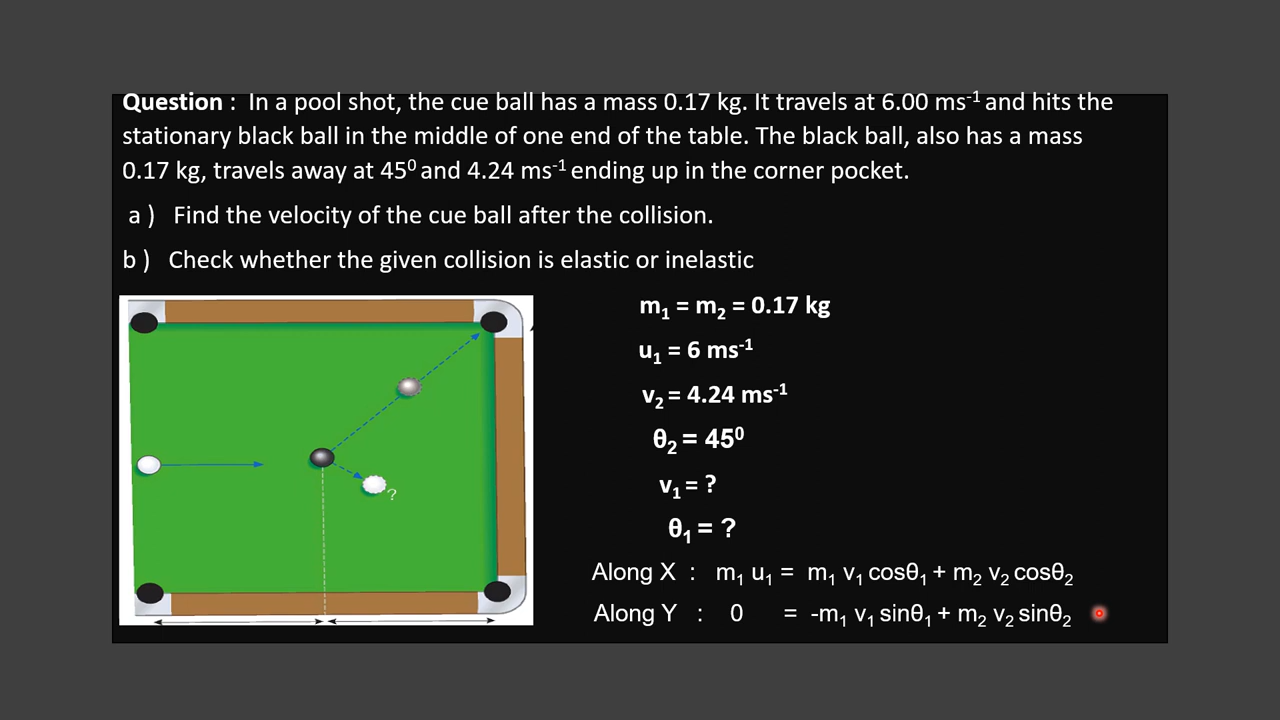 Question : In a pool shot, the cue ball has a mass 0.17 kg. It travels at 6.00 ms⁻¹ and hits the
stationary black ball in the middle of one end of the table. The black ball, also has a mass
0.17 kg, travels away at 45⁰ and 4.24 ms⁻¹ ending up in the corner pocket.
a ) Find the velocity of the cue ball after the collision.
b ) Check whether the given collision is elastic or inelastic
m₁ = m₂ = 0.17 kg
u₁ = 6 ms⁻¹
v₂ = 4.24 ms⁻¹
θ₂ = 45⁰
v₁ = ?
θ₁ = ?
?
Along X : m₁ u₁ = m₁ v₁ cosθ₁ + m₂ v₂ cosθ₂
Along Y : 0 = -m₁ v₁ sinθ₁ + m₂ v₂ sinθ₂